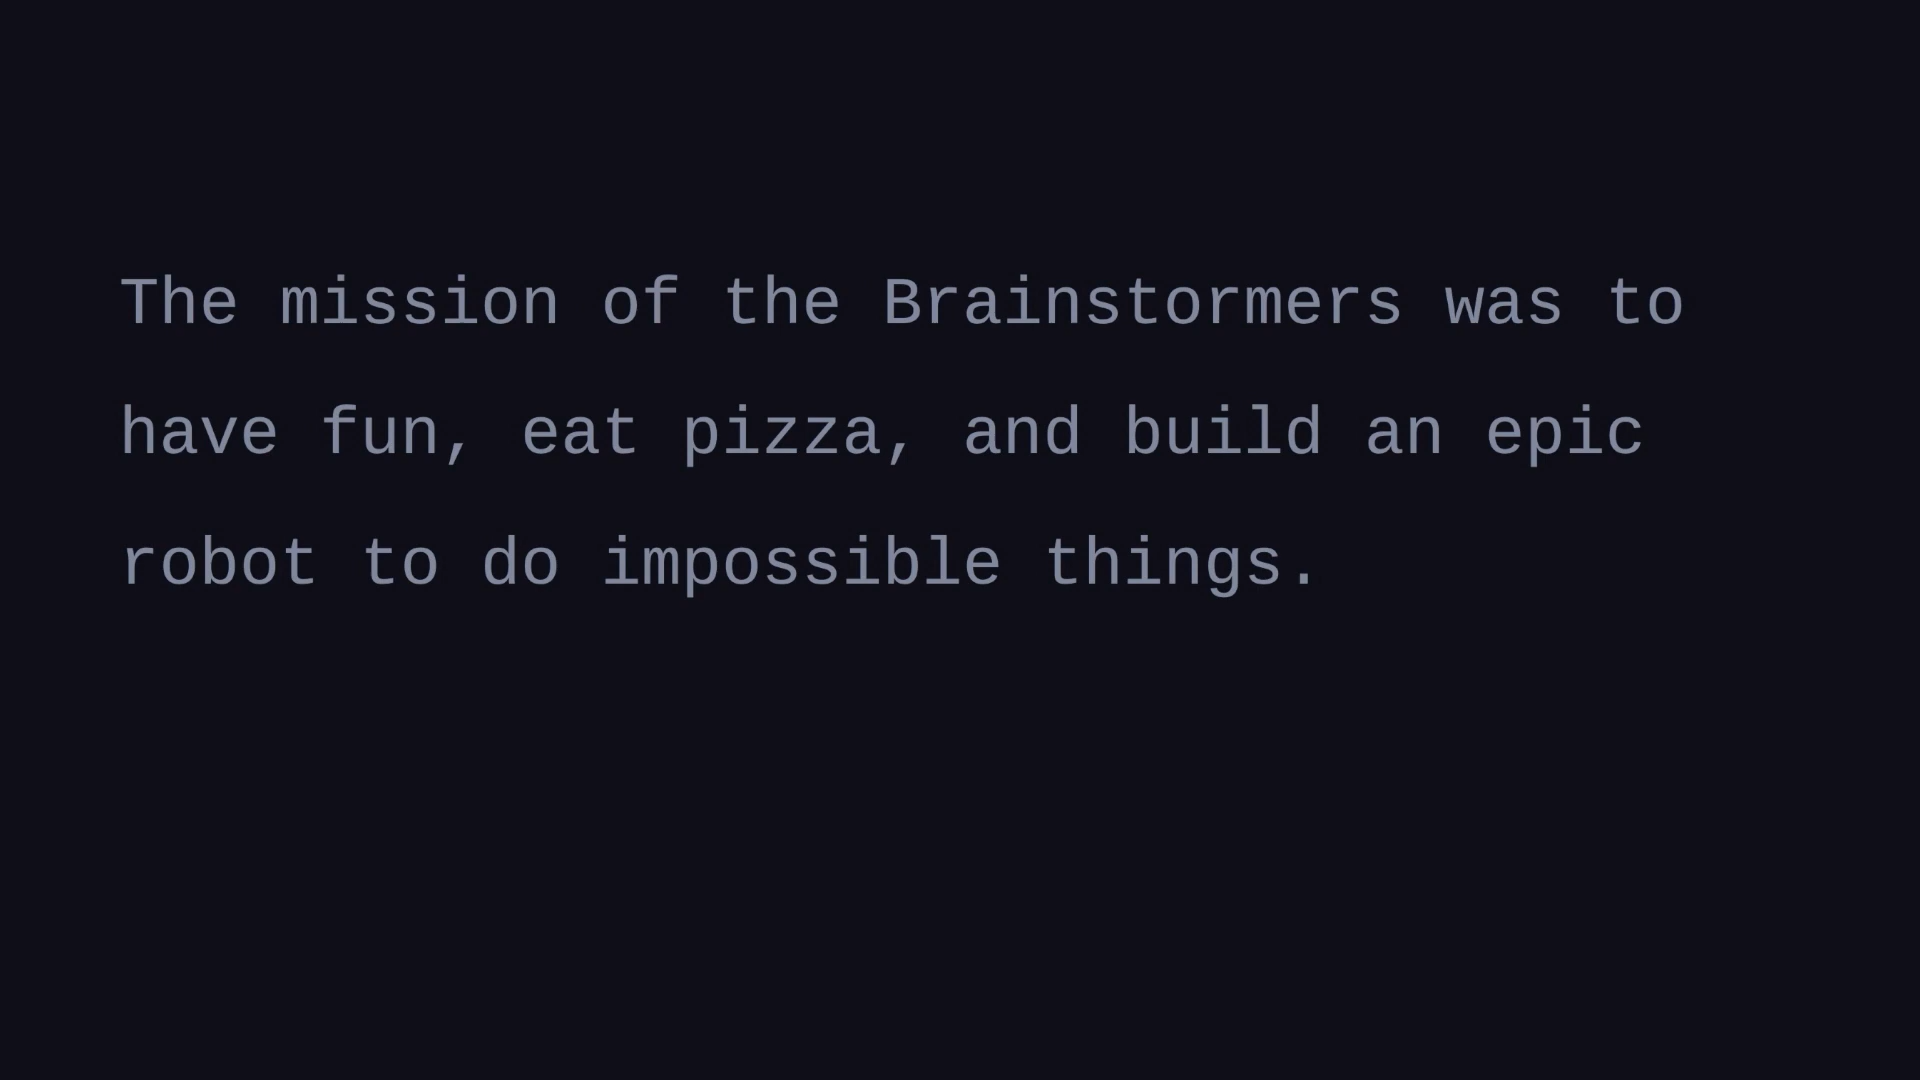 The mission of the Brainstormers was to
have fun, eat pizza, and build an epic
robot to do impossible things.